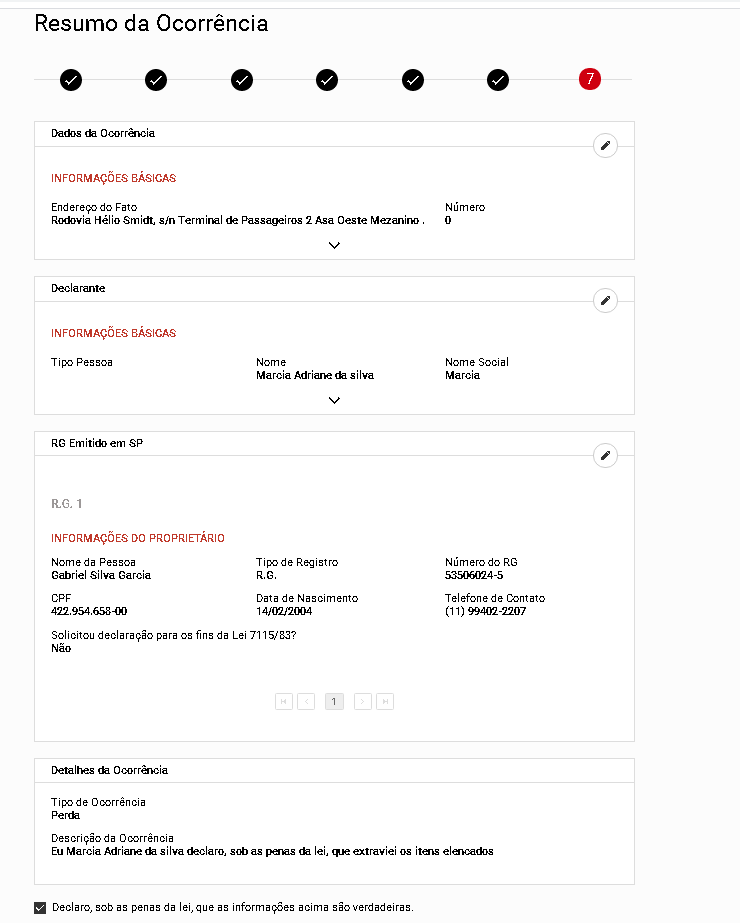 Resumo da Ocorrência
7
Dados da Ocorrência
INFORMAÇÕES BÁSICAS
Endereço do Fato Número
Rodovia Hélio Smidt, s/n Terminal de Passageiros 2 Asa Oeste Mezanino . 0
Declarante
INFORMAÇÕES BÁSICAS
Tipo Pessoa Nome Nome Social
Marcia Adriane da silva Marcia
RG Emitido em SP
R.G. 1
INFORMAÇÕES DO PROPRIETÁRIO
Nome da Pessoa Tipo de Registro Número do RG
Gabriel Silva Garcia R.G. 53506024-5
CPF Data de Nascimento Telefone de Contato
422.954.658-00 14/02/2004 (11) 99402-2207
Solicitou declaração para os fins da Lei 7115/83?
Não
1
Detalhes da Ocorrência
Tipo de Ocorrência
Perda
Descrição da Ocorrência
Eu Marcia Adriane da silva declaro, sob as penas da lei, que extraviei os itens elencados
Declaro, sob as penas da lei, que as informações acima são verdadeiras.